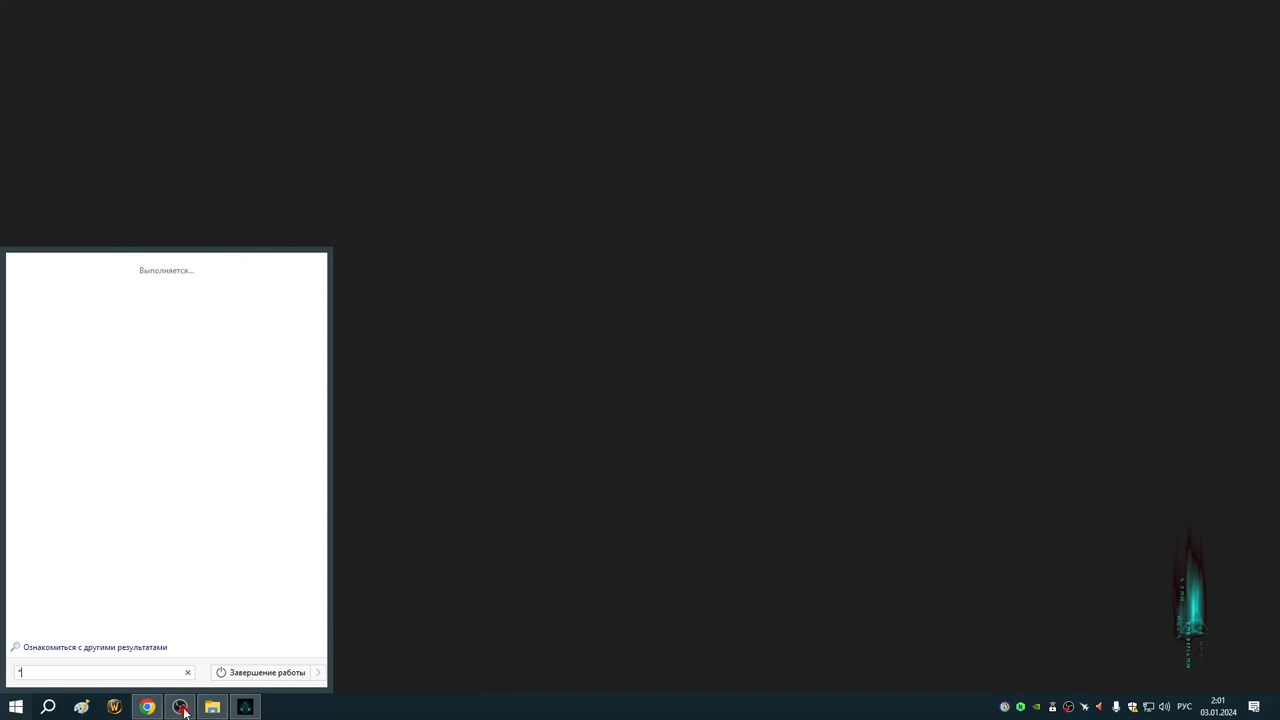 Выполняется...
Ознакомиться с другими результатами
Завершение работы
РУС
2:01
03.01.2024